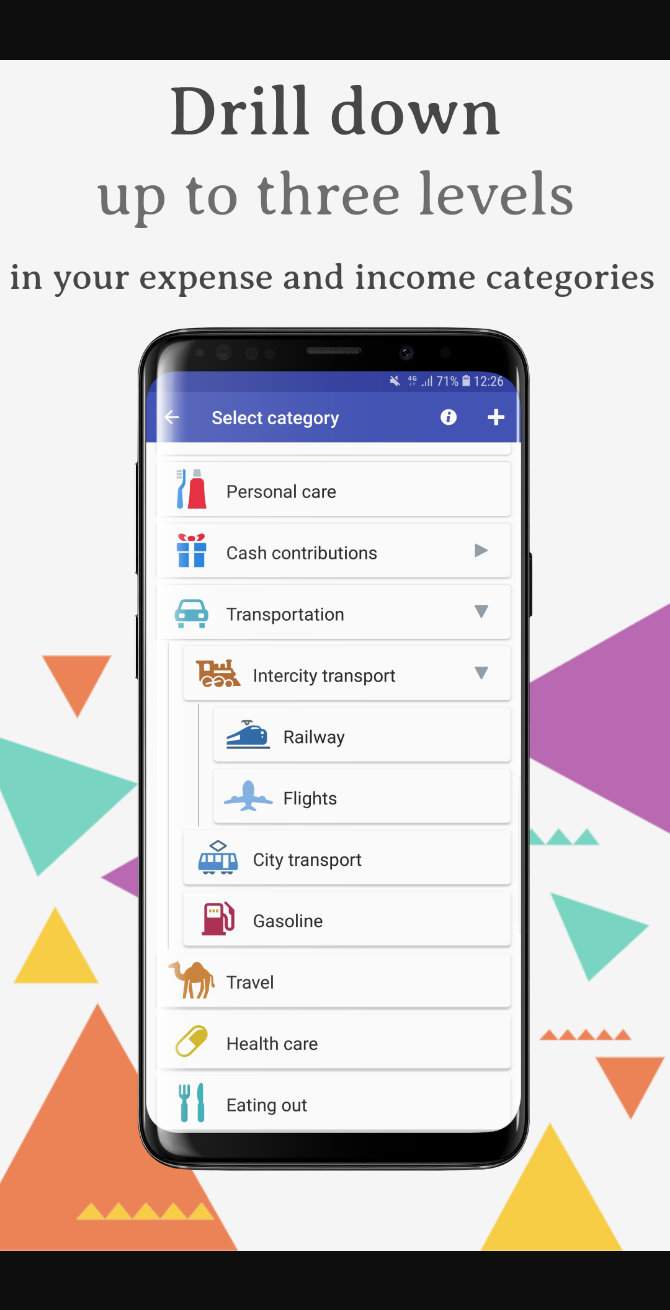 Drill down
up to three levels
in your expense and income categories
4G 71% 12:26
Select category
Personal care
Cash contributions
Transportation
Intercity transport
Railway
Flights
City transport
Gasoline
Travel
Health care
Eating out